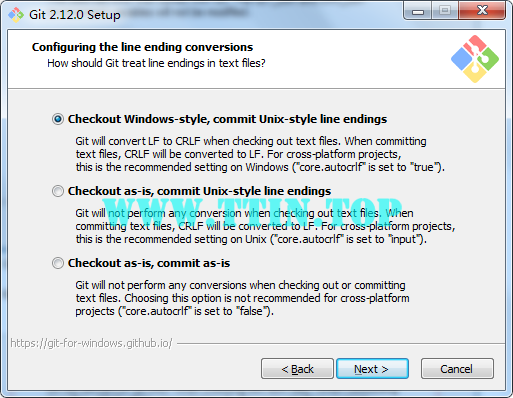 Git 2.12.0 Setup
Configuring the line ending conversions
How should Git treat line endings in text files?
Checkout Windows-style, commit Unix-style line endings
Git will convert LF to CRLF when checking out text files. When committing
text files, CRLF will be converted to LF. For cross-platform projects,
this is the recommended setting on Windows ("core.autocrlf" is set to "true").
Checkout as-is, commit Unix-style line endings
WWW.TTIN.TOP
Git will not perform any conversion when checking out text files. When
committing text files, CRLF will be converted to LF. For cross-platform projects,
this is the recommended setting on Unix ("core.autocrlf" is set to "input").
Checkout as-is, commit as-is
Git will not perform any conversions when checking out or committing
text files. Choosing this option is not recommended for cross-platform
projects ("core.autocrlf" is set to "false").
https://git-for-windows.github.io/
< Back
Next >
Cancel